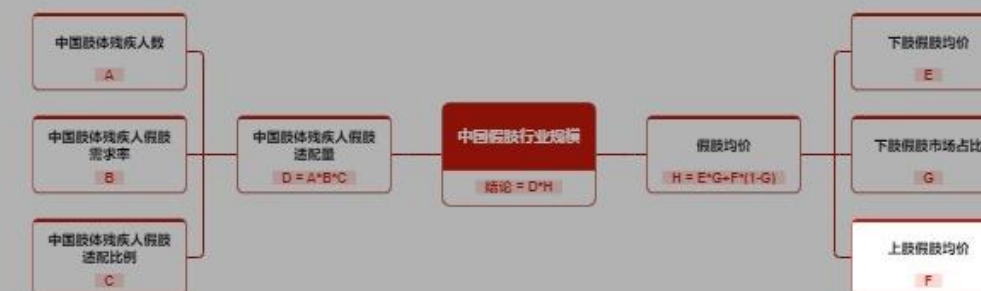 中国肢体残疾人数
A
中国肢体残疾人假肢
需求率
B
中国肢体残疾人假肢
适配比例
C
中国肢体残疾人假肢
适配量
D = A*B*C
中国假肢行业规模
结论 = D*H
假肢均价
H = E*G+F*(1-G)
下肢假肢均价
E
下肢假肢市场占比
G
上肢假肢均价
F